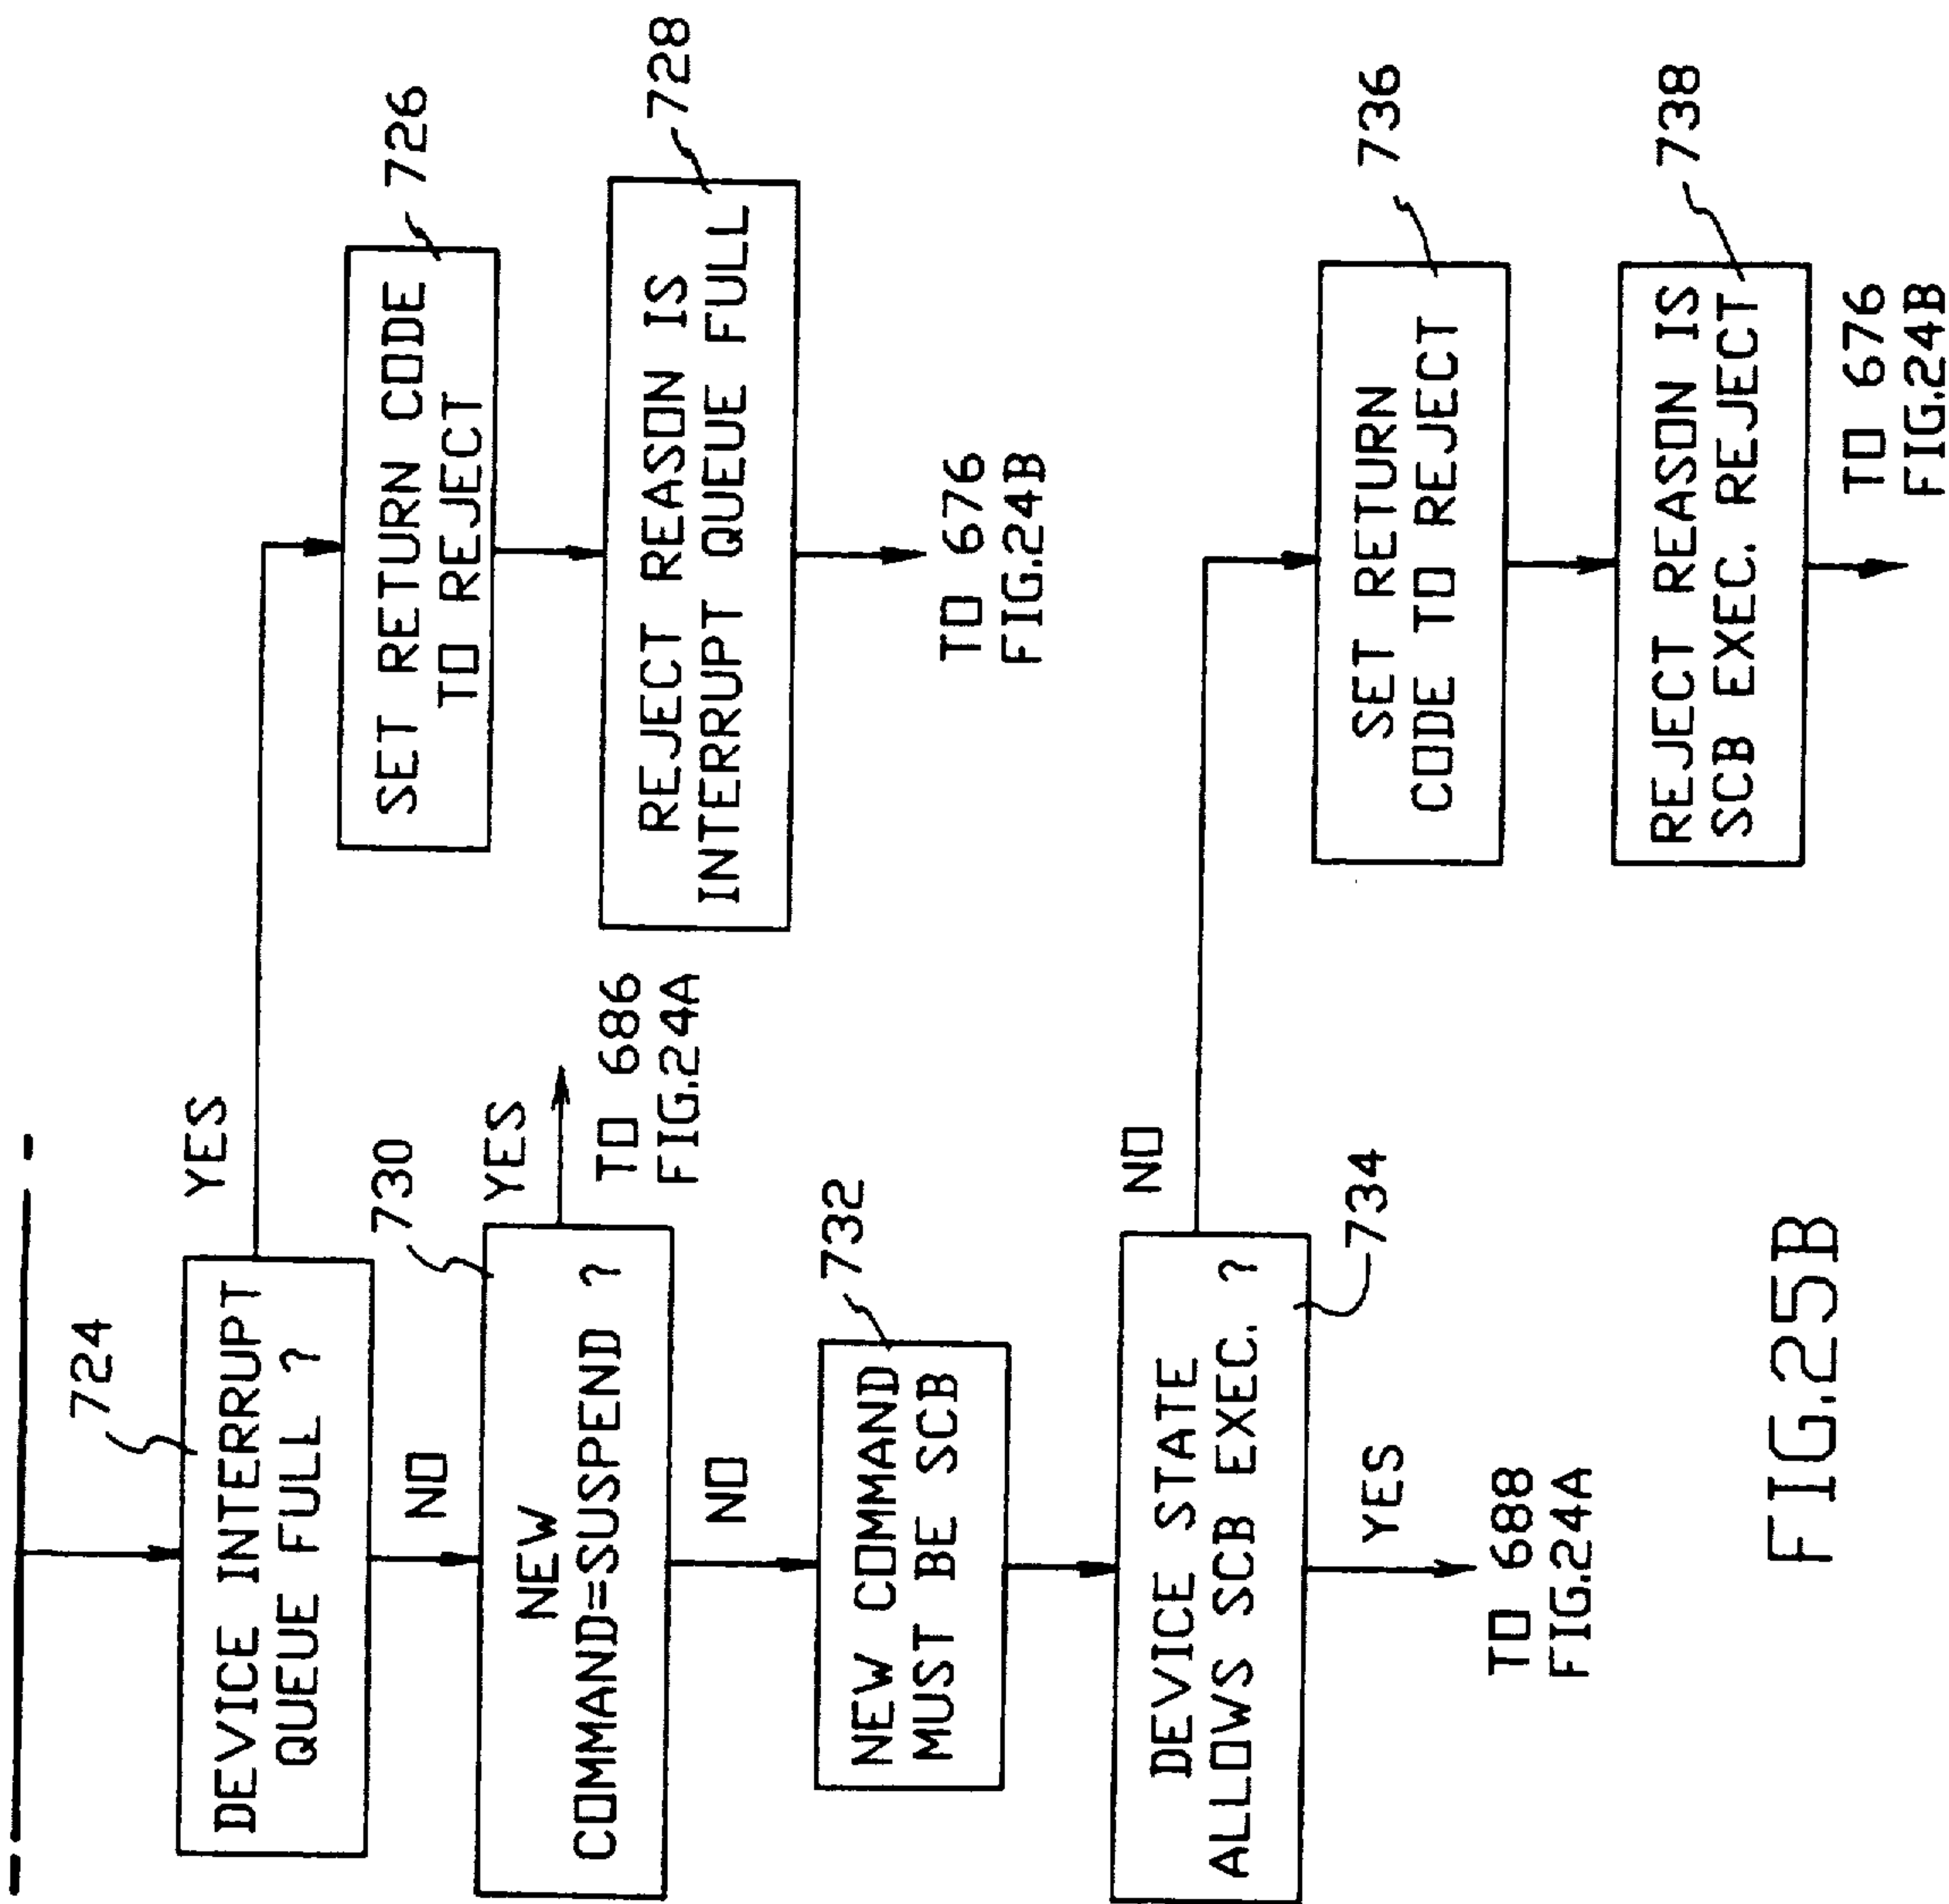 724
DEVICE INTERRUPT
QUEUE FULL ?
YES
SET RETURN CODE
TO REJECT
726
REJECT REASON IS
INTERRUPT QUEUE FULL
728
TO 676
FIG.24B
NO
730
NEW
COMMAND=SUSPEND ?
YES
TO 686
FIG.24A
NO
732
NEW COMMAND
MUST BE SCB
DEVICE STATE
ALLOWS SCB EXEC. ?
734
NO
SET RETURN
CODE TO REJECT
736
REJECT REASON IS
SCB EXEC. REJECT
738
TO 676
FIG.24B
YES
TO 688
FIG.24A
FIG.25B